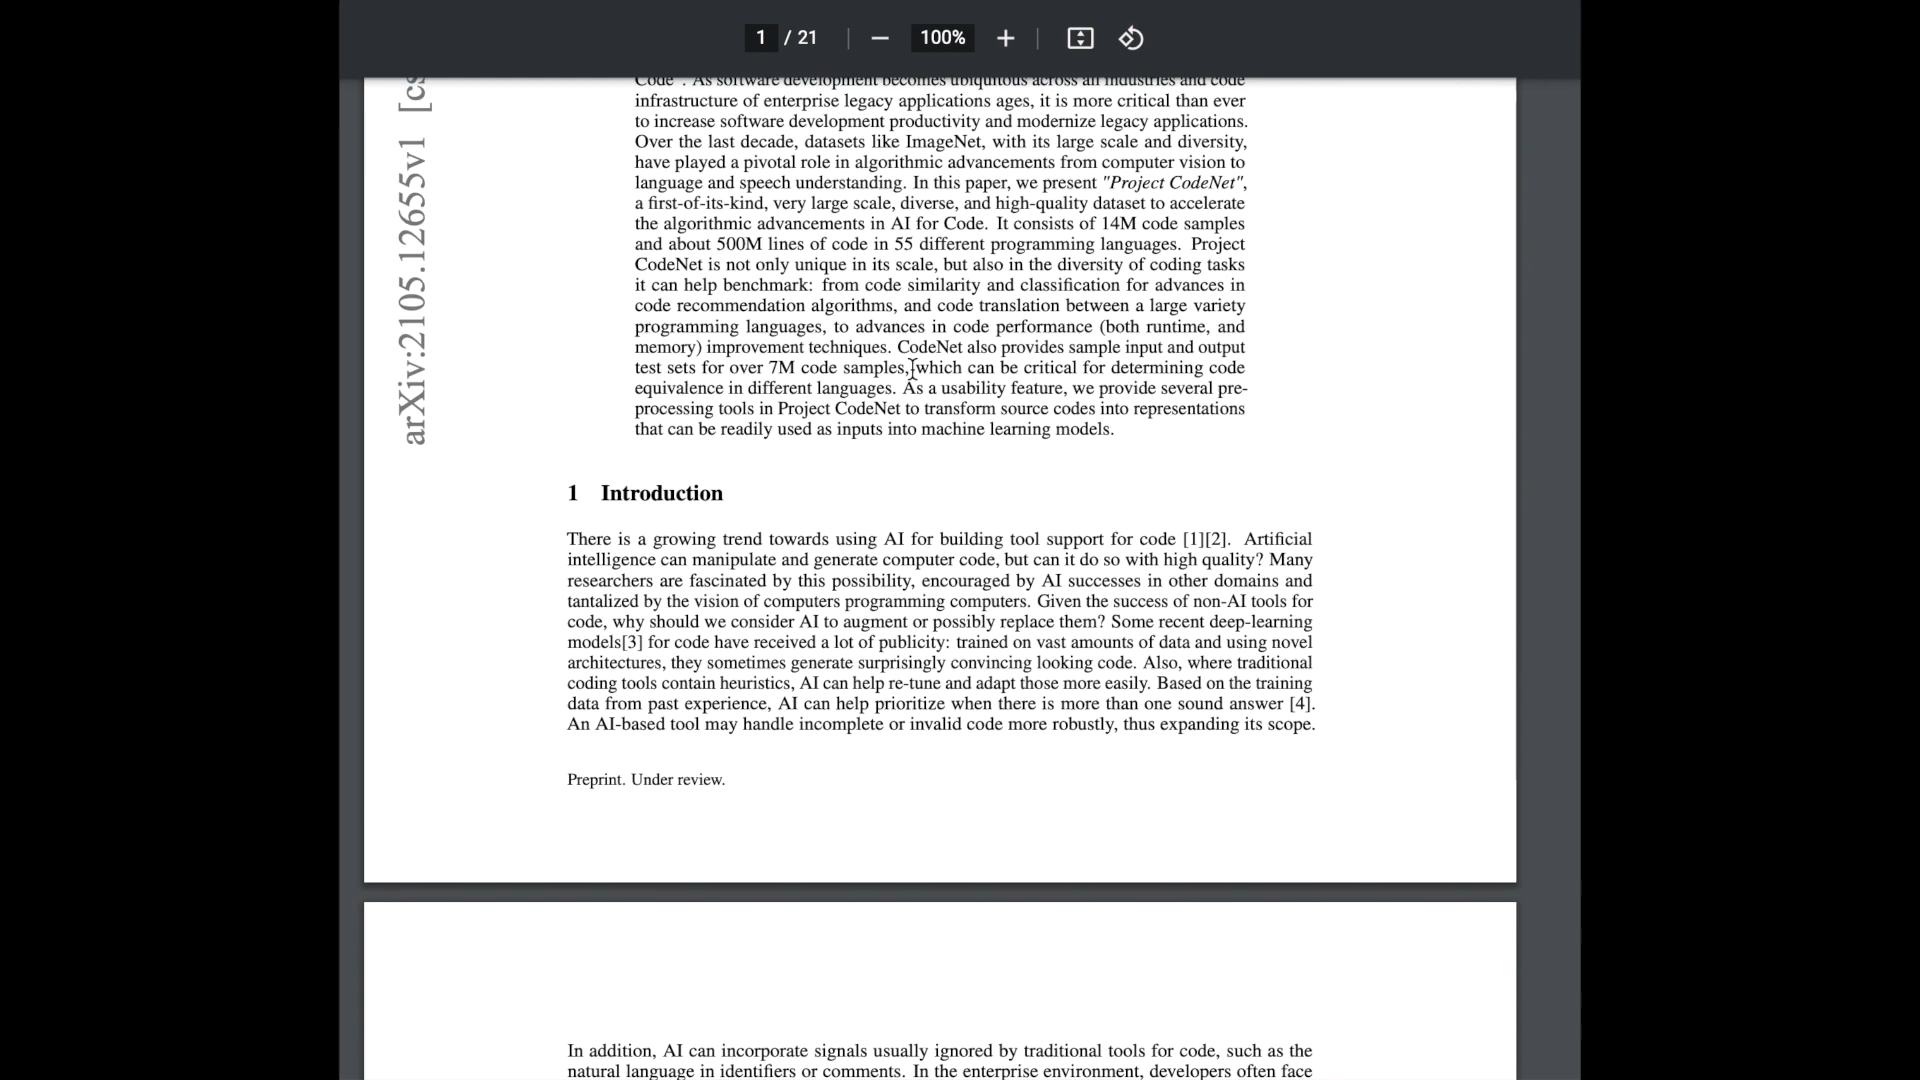 1 / 21 | − 100% + |
arXiv:2105.12655v1 [cs
Code". As software development becomes ubiquitous across all industries and code
infrastructure of enterprise legacy applications ages, it is more critical than ever
to increase software development productivity and modernize legacy applications.
Over the last decade, datasets like ImageNet, with its large scale and diversity,
have played a pivotal role in algorithmic advancements from computer vision to
language and speech understanding. In this paper, we present "Project CodeNet",
a first-of-its-kind, very large scale, diverse, and high-quality dataset to accelerate
the algorithmic advancements in AI for Code. It consists of 14M code samples
and about 500M lines of code in 55 different programming languages. Project
CodeNet is not only unique in its scale, but also in the diversity of coding tasks
it can help benchmark: from code similarity and classification for advances in
code recommendation algorithms, and code translation between a large variety
programming languages, to advances in code performance (both runtime, and
memory) improvement techniques. CodeNet also provides sample input and output
test sets for over 7M code samples, which can be critical for determining code
equivalence in different languages. As a usability feature, we provide several pre-
processing tools in Project CodeNet to transform source codes into representations
that can be readily used as inputs into machine learning models.
1 Introduction
There is a growing trend towards using AI for building tool support for code [1][2]. Artificial
intelligence can manipulate and generate computer code, but can it do so with high quality? Many
researchers are fascinated by this possibility, encouraged by AI successes in other domains and
tantalized by the vision of computers programming computers. Given the success of non-AI tools for
code, why should we consider AI to augment or possibly replace them? Some recent deep-learning
models[3] for code have received a lot of publicity: trained on vast amounts of data and using novel
architectures, they sometimes generate surprisingly convincing looking code. Also, where traditional
coding tools contain heuristics, AI can help re-tune and adapt those more easily. Based on the training
data from past experience, AI can help prioritize when there is more than one sound answer [4].
An AI-based tool may handle incomplete or invalid code more robustly, thus expanding its scope.
Preprint. Under review.
In addition, AI can incorporate signals usually ignored by traditional tools for code, such as the
natural language in identifiers or comments. In the enterprise environment, developers often face